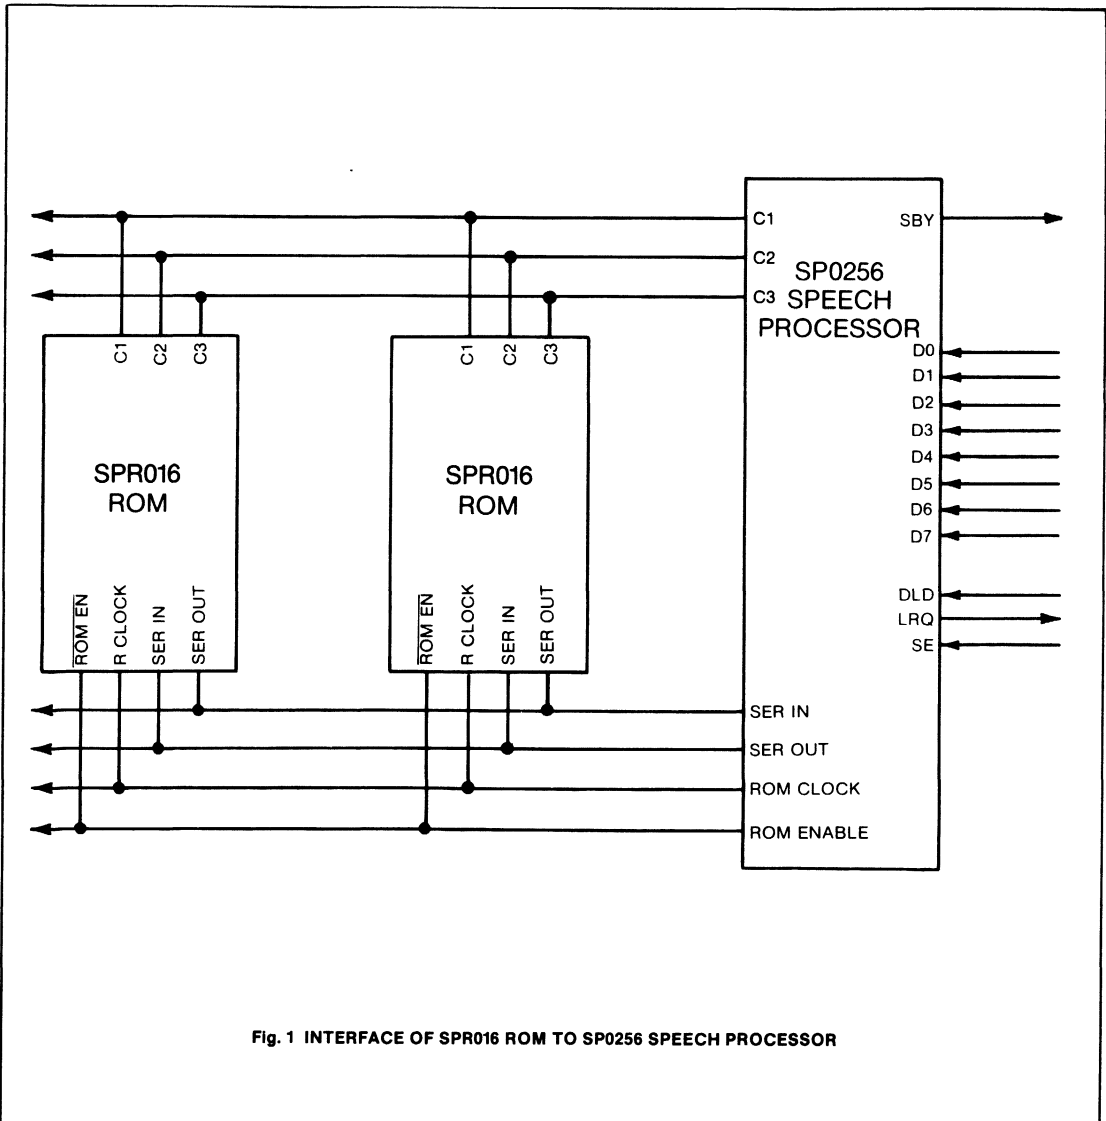 C1
SBY
C2
C3
SP0256
SPEECH
PROCESSOR
C1
C2
C3
C1
C2
C3
D0
D1
D2
D3
D4
D5
D6
D7
SPR016
ROM
SPR016
ROM
ROM EN
R CLOCK
SER IN
SER OUT
ROM EN
R CLOCK
SER IN
SER OUT
DLD
LRQ
SE
SER IN
SER OUT
ROM CLOCK
ROM ENABLE
Fig. 1 INTERFACE OF SPR016 ROM TO SP0256 SPEECH PROCESSOR